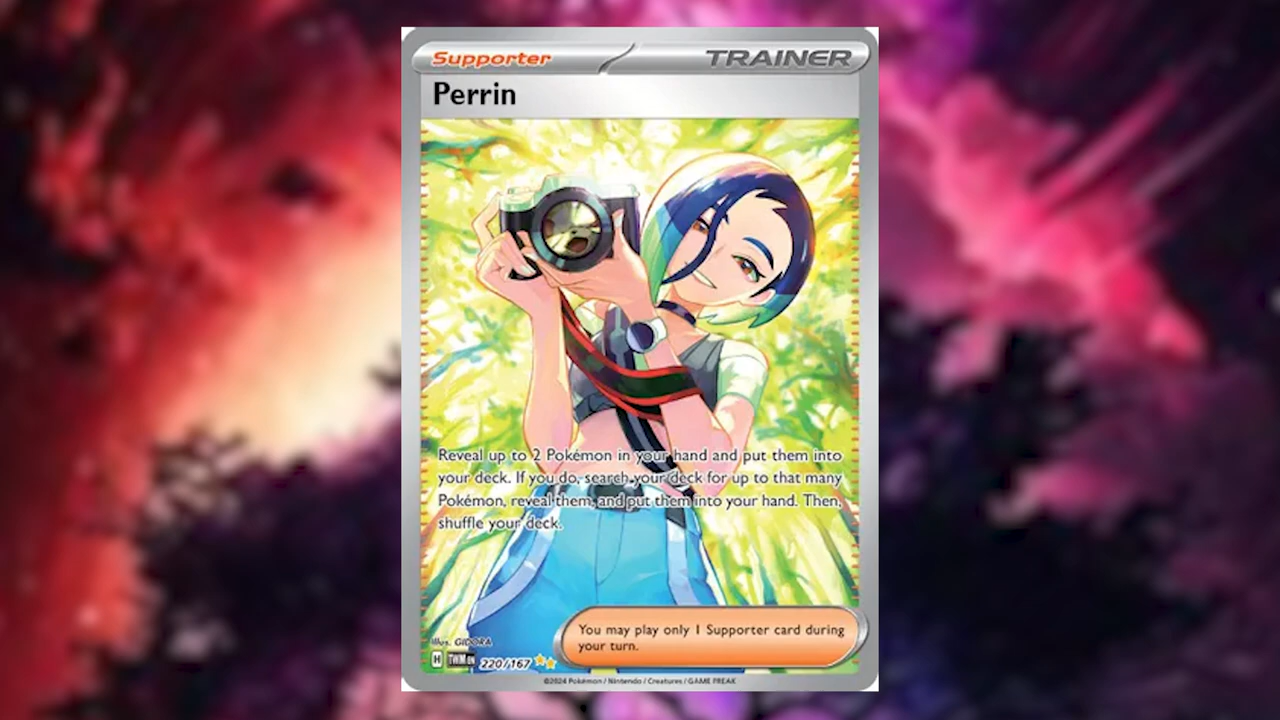 Supporter TRAINER
Perrin
Reveal up to 2 Pokémon in your hand and put them into
your deck. If you do, search your deck for up to that many
Pokémon, reveal them, and put them into your hand. Then,
shuffle your deck.
You may play only 1 Supporter card during
your turn.
Illus. GIDORA
H TWM EN 220/167
©2024 Pokémon / Nintendo / Creatures / GAME FREAK